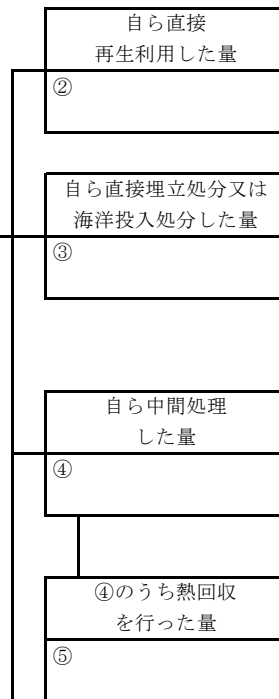 自ら直接
再生利用した量
②
自ら直接埋立処分又は
海洋投入処分した量
③
自ら中間処理
した量
④
④のうち熱回収
を行った量
⑤